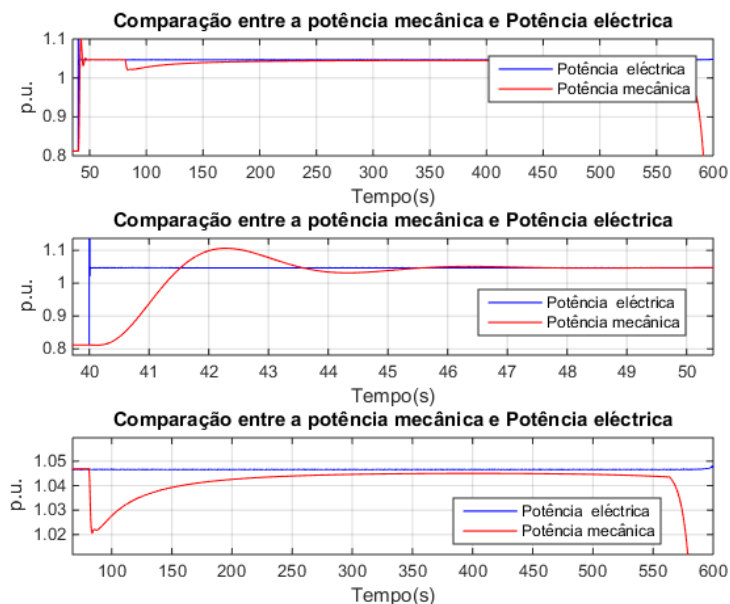 Comparação entre a potência mecânica e Potência eléctrica
1.1
1
0.9
0.8
p.u.
Potência eléctrica
Potência mecânica
50 100 150 200 250 300 350 400 450 500 550 600
Tempo(s)
Comparação entre a potência mecânica e Potência eléctrica
1.1
1
0.9
0.8
p.u.
Potência eléctrica
Potência mecânica
40 41 42 43 44 45 46 47 48 49 50
Tempo(s)
Comparação entre a potência mecânica e Potência eléctrica
1.05
1.04
1.03
1.02
p.u.
Potência eléctrica
Potência mecânica
100 150 200 250 300 350 400 450 500 550 600
Tempo(s)